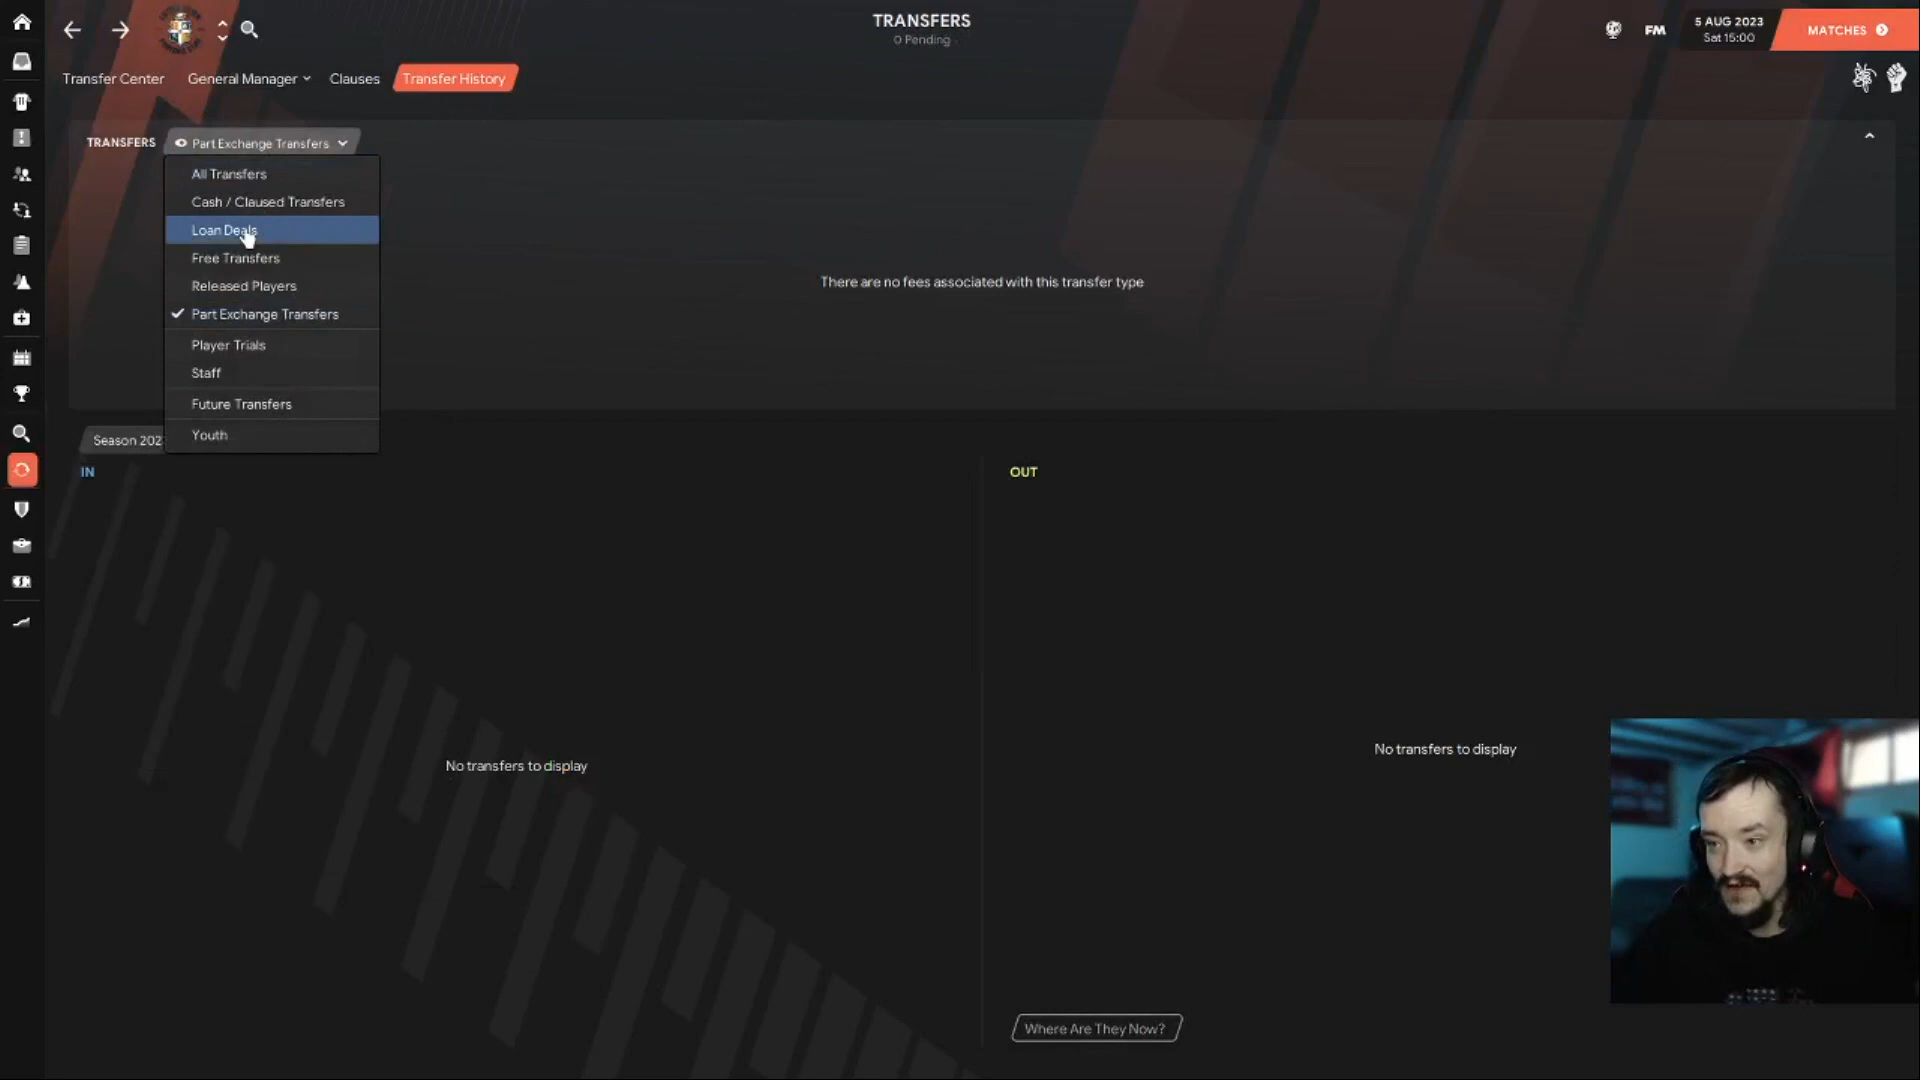 TRANSFERS
0 Pending
FM
5 AUG 2023
Sat 15:00
MATCHES
Transfer Center
General Manager
Clauses
Transfer History
TRANSFERS
Part Exchange Transfers
All Transfers
Cash / Claused Transfers
Loan Deals
Free Transfers
Released Players
Part Exchange Transfers
Player Trials
Staff
Future Transfers
Youth
There are no fees associated with this transfer type
Season 202
IN
OUT
No transfers to display
No transfers to display
Where Are They Now?